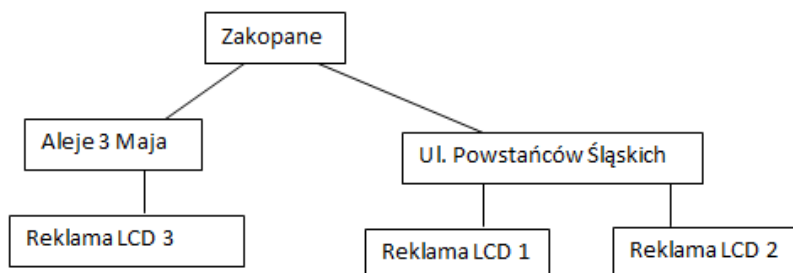 Zakopane
Aleje 3 Maja
Ul. Powstańców Śląskich
Reklama LCD 3
Reklama LCD 1
Reklama LCD 2